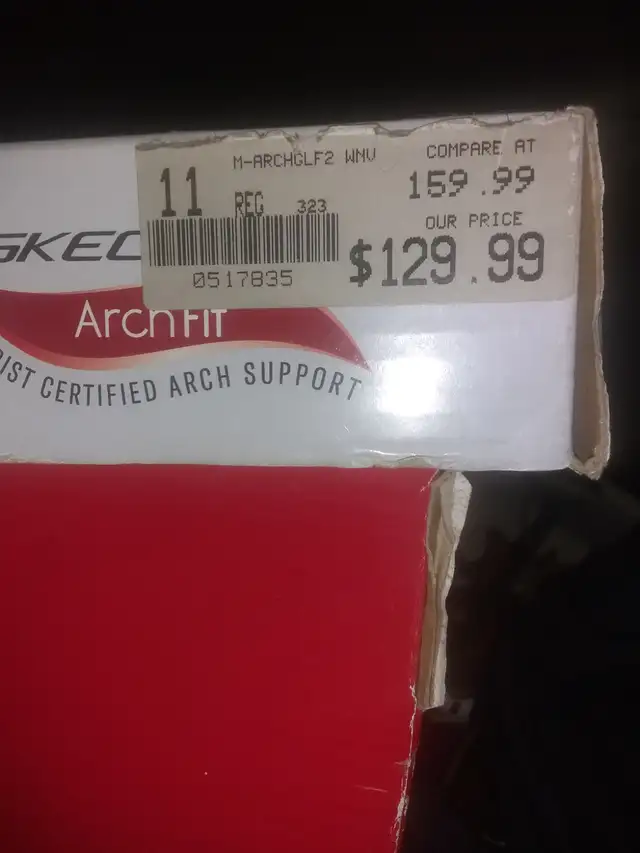 M-ARCHGLF2 WNV
COMPARE AT
11
REG
323
159.99
OUR PRICE
$129.99
0517835
SKEC
Arch FIT
IST CERTIFIED ARCH SUPPORT